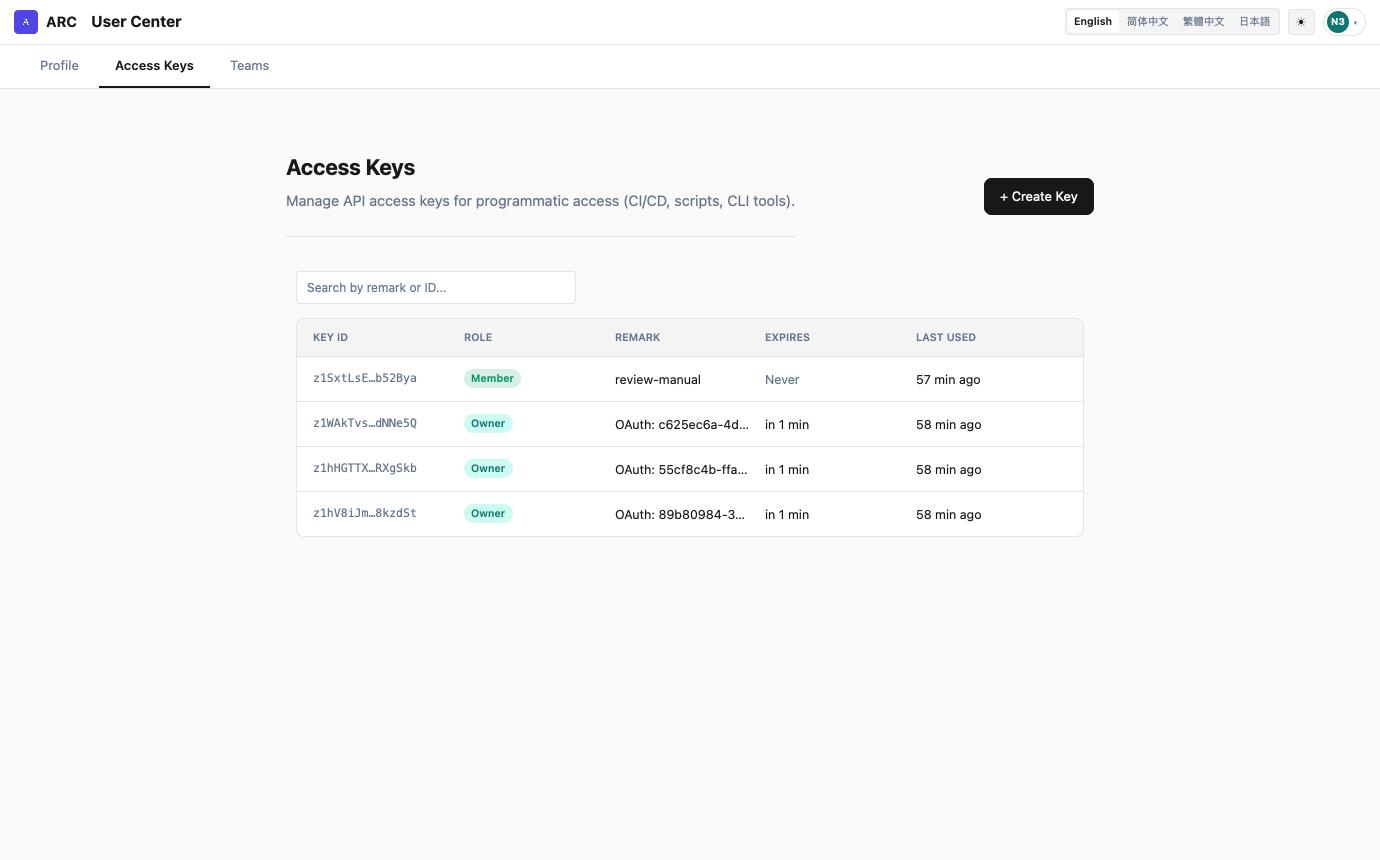 A ARC User Center English 简体中文 繁體中文 日本語 N3
Profile Access Keys Teams
Access Keys
Manage API access keys for programmatic access (CI/CD, scripts, CLI tools).
+ Create Key
Search by remark or ID...
KEY ID ROLE REMARK EXPIRES LAST USED
z1SxtLsE…b52Bya Member review-manual Never 57 min ago
z1WAkTvs…dNNe5Q Owner OAuth: c625ec6a-4d... in 1 min 58 min ago
z1hHGTTX…RXgSkb Owner OAuth: 55cf8c4b-ffa... in 1 min 58 min ago
z1hV8iJm…8kzdSt Owner OAuth: 89b80984-3... in 1 min 58 min ago